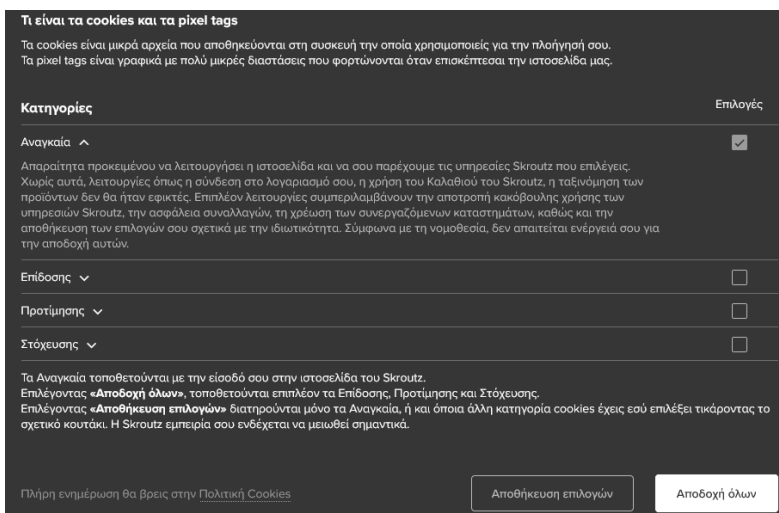 Τι είναι τα cookies και τα pixel tags
Τα cookies είναι μικρά αρχεία που αποθηκεύονται στη συσκευή την οποία χρησιμοποιείς για την πλοήγησή σου.
Τα pixel tags είναι γραφικά με πολύ μικρές διαστάσεις που φορτώνονται όταν επισκέπτεσαι την ιστοσελίδα μας.
Κατηγορίες
Επιλογές
Αναγκαία
Απαραίτητα προκειμένου να λειτουργήσει η ιστοσελίδα και να σου παρέχουμε τις υπηρεσίες Skroutz που επιλέγεις.
Χωρίς αυτά, λειτουργίες όπως η σύνδεση στο λογαριασμό σου, η χρήση του Καλαθιού του Skroutz, η ταξινόμηση των
προϊόντων δεν θα ήταν εφικτές. Επιπλέον λειτουργίες συμπεριλαμβάνουν την αποτροπή κακόβουλης χρήσης των
υπηρεσιών Skroutz, την ασφάλεια συναλλαγών, τη χρέωση των συνεργαζόμενων καταστημάτων, καθώς και την
αποθήκευση των επιλογών σου σχετικά με την ιδιωτικότητα. Σύμφωνα με τη νομοθεσία, δεν απαιτείται ενέργειά σου για
την αποδοχή αυτών.
Επίδοσης
Προτίμησης
Στόχευσης
Τα Αναγκαία τοποθετούνται με την είσοδό σου στην ιστοσελίδα του Skroutz.
Επιλέγοντας «Αποδοχή όλων», τοποθετούνται επιπλέον τα Επίδοσης, Προτίμησης και Στόχευσης.
Επιλέγοντας «Αποθήκευση επιλογών» διατηρούνται μόνο τα Αναγκαία, ή και όποια άλλη κατηγορία cookies έχεις εσύ επιλέξει τικάροντας το
σχετικό κουτάκι. Η Skroutz εμπειρία σου ενδέχεται να μειωθεί σημαντικά.
Πλήρη ενημέρωση θα βρεις στην Πολιτική Cookies
Αποθήκευση επιλογών
Αποδοχή όλων